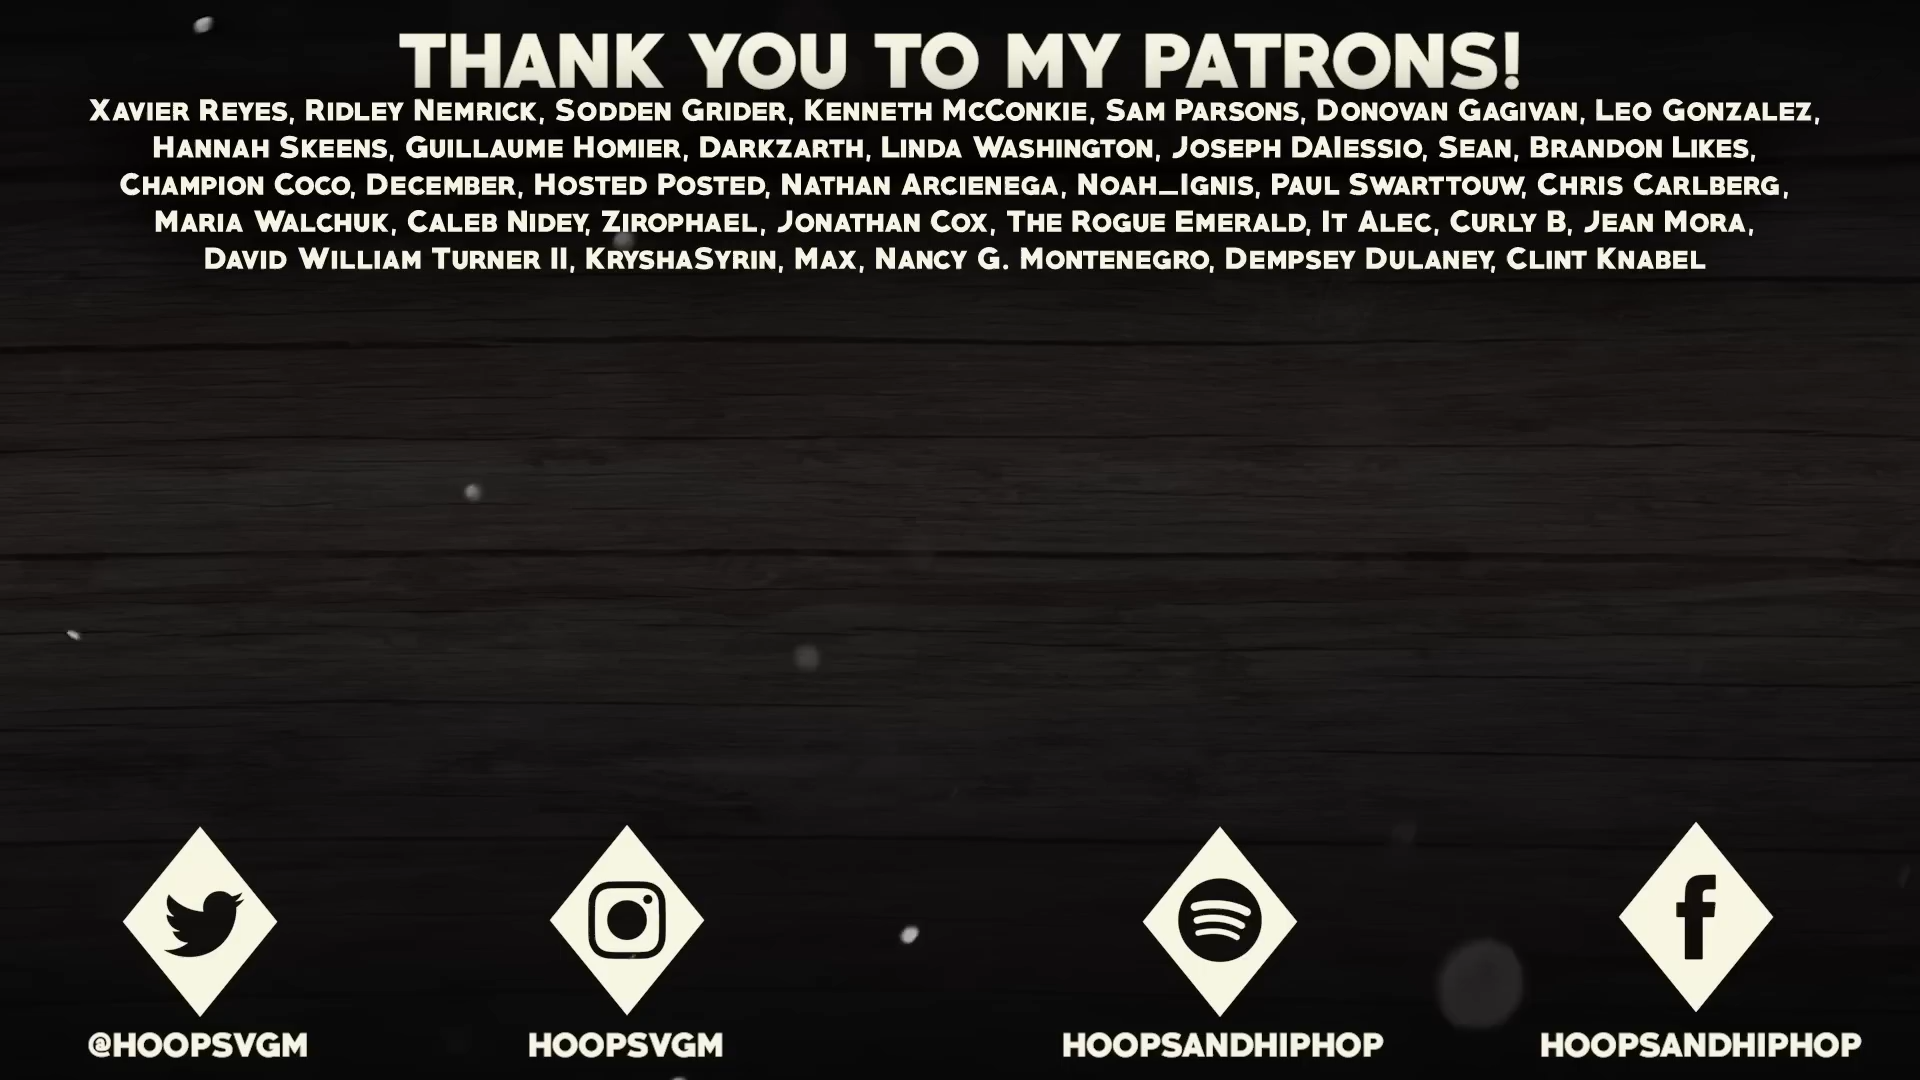 THANK YOU TO MY PATRONS!
XAVIER REYES, RIDLEY NEMRICK, SODDEN GRIDER, KENNETH MCCONKIE, SAM PARSONS, DONOVAN GAGIVAN, LEO GONZALEZ,
HANNAH SKEENS, GUILLAUME HOMIER, DARKZARTH, LINDA WASHINGTON, JOSEPH DAIESSIO, SEAN, BRANDON LIKES,
CHAMPION COCO, DECEMBER, HOSTED POSTED, NATHAN ARCIENEGA, NOAH_IGNIS, PAUL SWARTTOUW, CHRIS CARLBERG,
MARIA WALCHUK, CALEB NIDEY, ZIROPHAEL, JONATHAN COX, THE ROGUE EMERALD, IT ALEC, CURLY B, JEAN MORA,
DAVID WILLIAM TURNER II, KRYSHASYRIN, MAX, NANCY G. MONTENEGRO, DEMPSEY DULANEY, CLINT KNABEL
@HOOPSVGM
HOOPSVGM
HOOPSANDHIPHOP
HOOPSANDHIPHOP